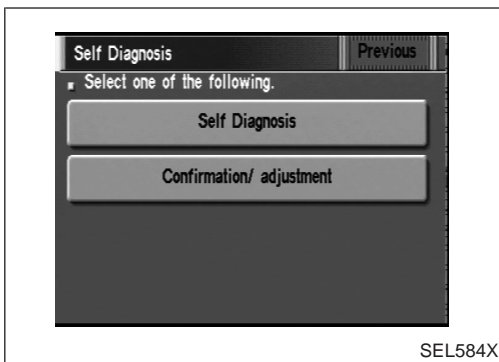 Self Diagnosis Previous
Select one of the following.
Self Diagnosis
Confirmation/ adjustment
SEL584X